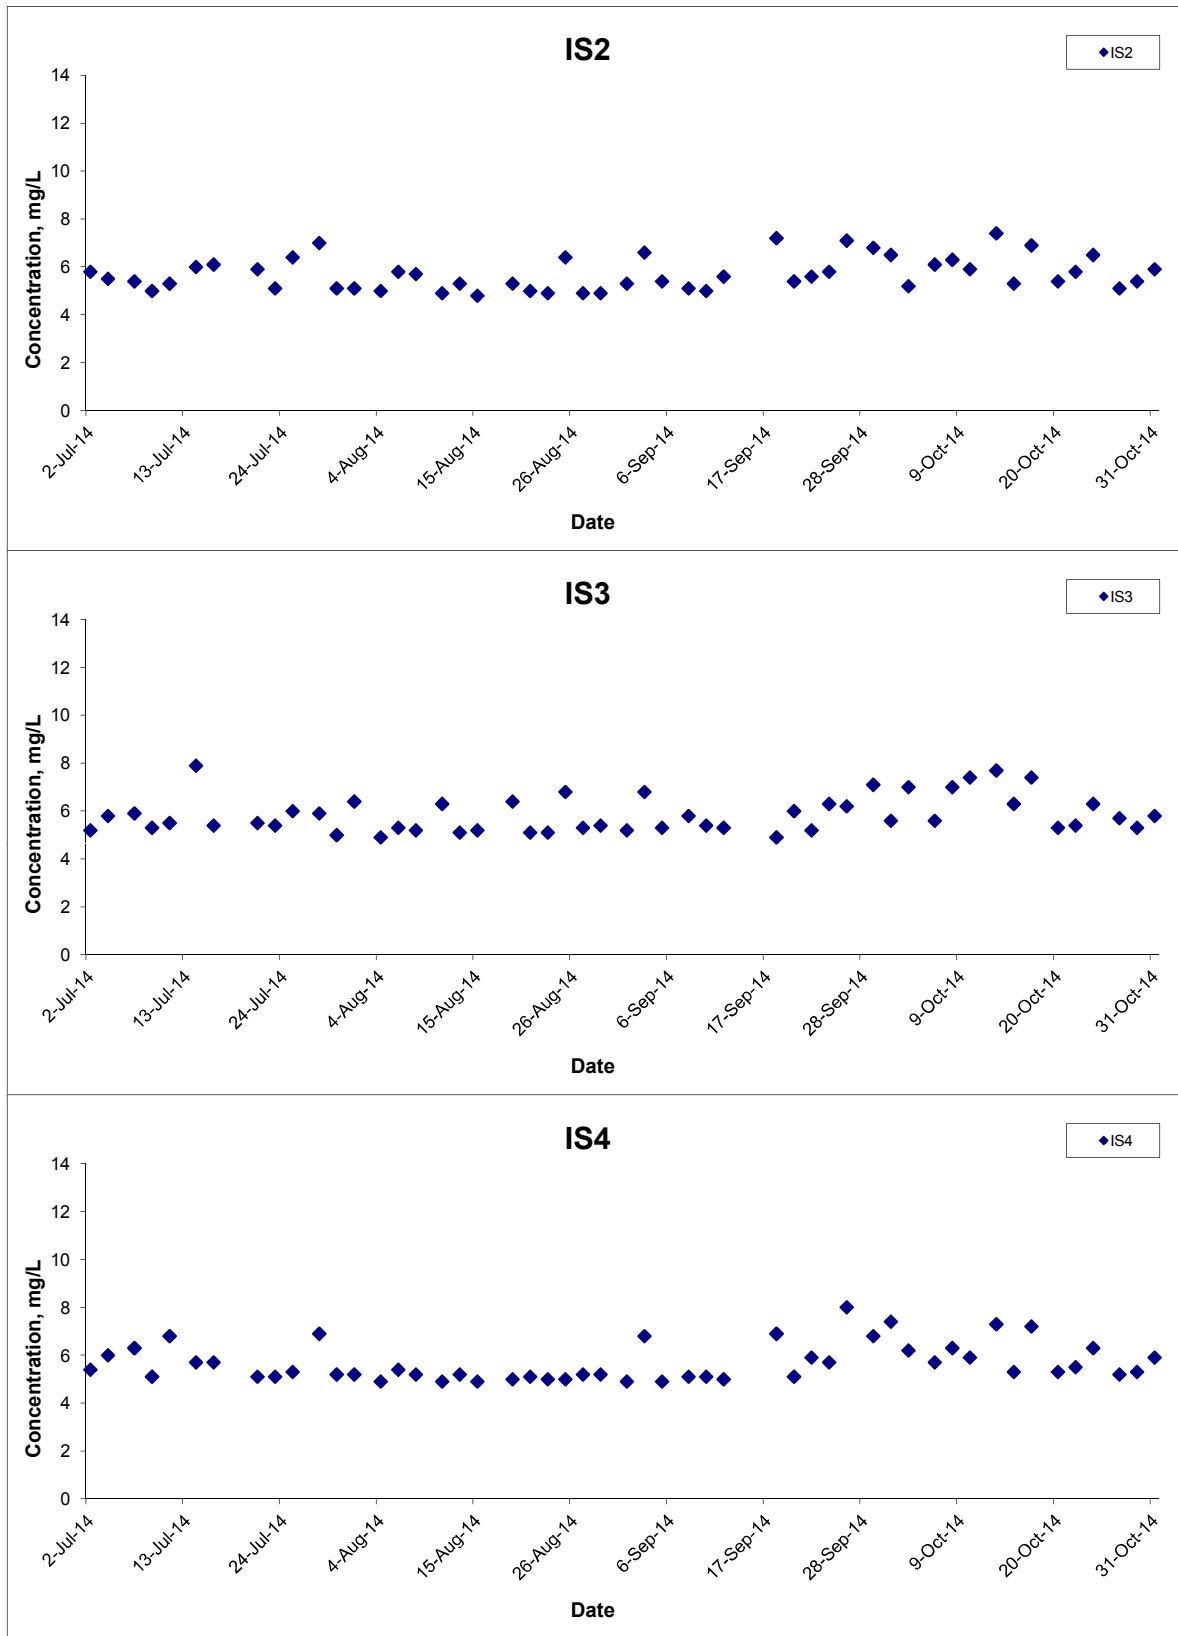 IS2
IS2
14
12
10
8
6
4
2
0
Concentration, mg/L
2-Jul-14
13-Jul-14
24-Jul-14
4-Aug-14
15-Aug-14
26-Aug-14
6-Sep-14
17-Sep-14
28-Sep-14
9-Oct-14
20-Oct-14
31-Oct-14
Date
IS3
IS3
14
12
10
8
6
4
2
0
Concentration, mg/L
2-Jul-14
13-Jul-14
24-Jul-14
4-Aug-14
15-Aug-14
26-Aug-14
6-Sep-14
17-Sep-14
28-Sep-14
9-Oct-14
20-Oct-14
31-Oct-14
Date
IS4
IS4
14
12
10
8
6
4
2
0
Concentration, mg/L
2-Jul-14
13-Jul-14
24-Jul-14
4-Aug-14
15-Aug-14
26-Aug-14
6-Sep-14
17-Sep-14
28-Sep-14
9-Oct-14
20-Oct-14
31-Oct-14
Date